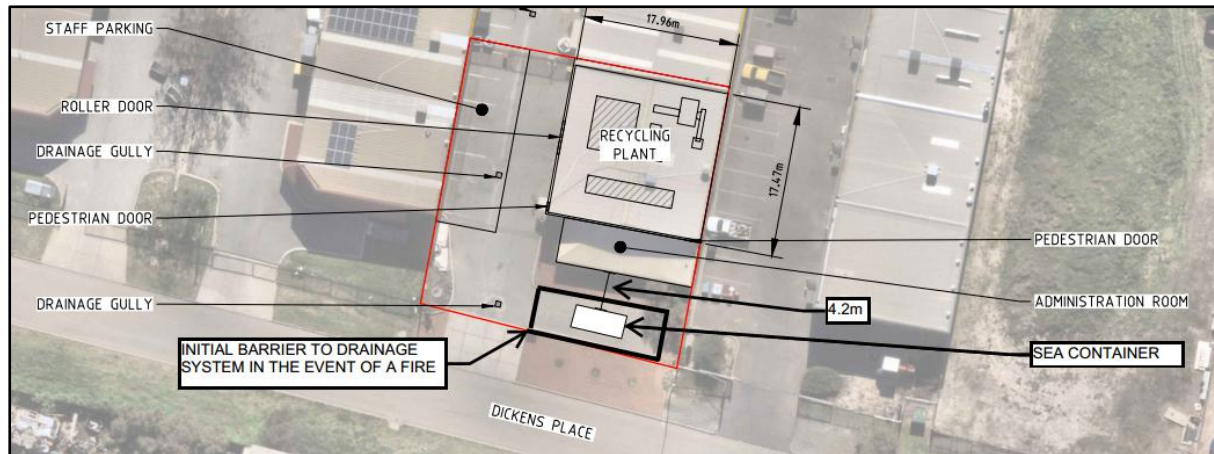 17.96m
STAFF PARKING
ROLLER DOOR
RECYCLING
PLANT
DRAINAGE GULLY
17.47m
PEDESTRIAN DOOR
PEDESTRIAN DOOR
DRAINAGE GULLY
4.2m
ADMINISTRATION ROOM
INITIAL BARRIER TO DRAINAGE
SYSTEM IN THE EVENT OF A FIRE
SEA CONTAINER
DICKENS PLACE